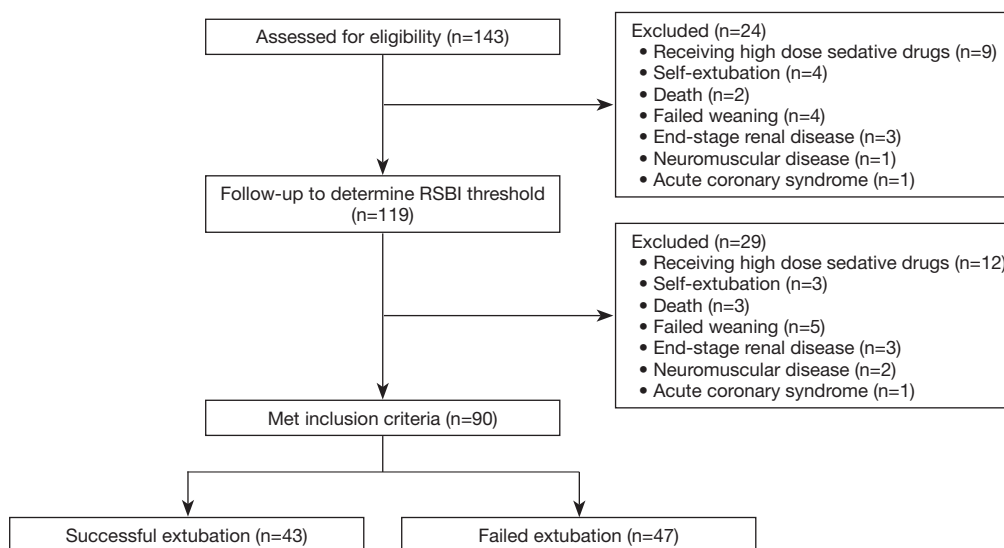 Assessed for eligibility (n=143)
Excluded (n=24)
• Receiving high dose sedative drugs (n=9)
• Self-extubation (n=4)
• Death (n=2)
• Failed weaning (n=4)
• End-stage renal disease (n=3)
• Neuromuscular disease (n=1)
• Acute coronary syndrome (n=1)
Follow-up to determine RSBI threshold
(n=119)
Excluded (n=29)
• Receiving high dose sedative drugs (n=12)
• Self-extubation (n=3)
• Death (n=3)
• Failed weaning (n=5)
• End-stage renal disease (n=3)
• Neuromuscular disease (n=2)
• Acute coronary syndrome (n=1)
Met inclusion criteria (n=90)
Successful extubation (n=43)
Failed extubation (n=47)